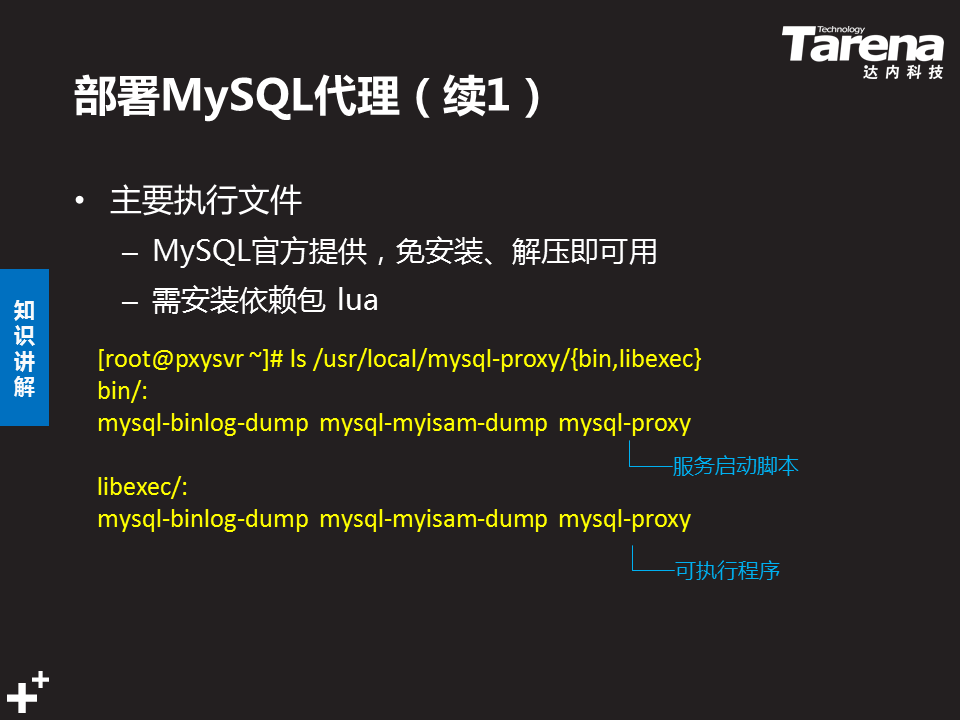 Technology
Tarena
达内科技
部署MySQL代理（续1）
• 主要执行文件
– MySQL官方提供，免安装、解压即可用
– 需安装依赖包 lua
知识讲解
[root@pxysvr ~]# ls /usr/local/mysql-proxy/{bin,libexec}
bin/:
mysql-binlog-dump mysql-myisam-dump mysql-proxy
服务启动脚本
libexec/:
mysql-binlog-dump mysql-myisam-dump mysql-proxy
可执行程序